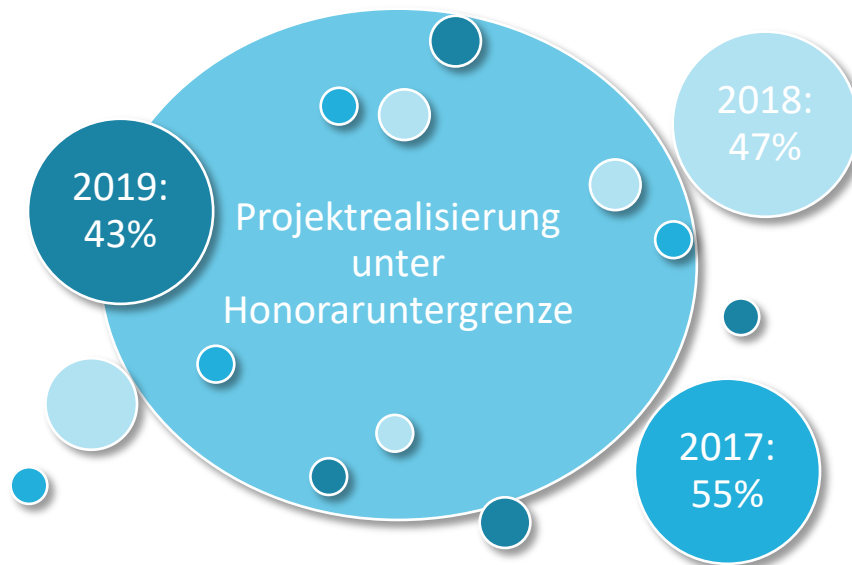 2018:
47%
2019:
43%
Projektrealisierung
unter
Honoraruntergrenze
2017:
55%